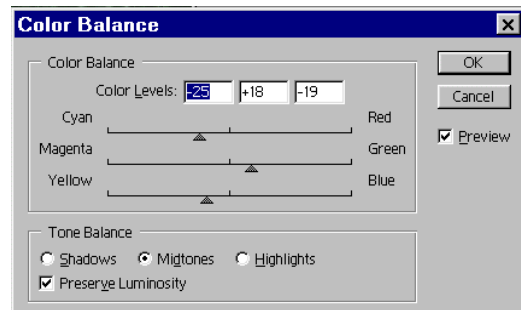 Color Balance
Color Balance
Color Levels: -25 +18 -19
Cyan Red
Magenta Green
Yellow Blue
Tone Balance
Shadows Midtones Highlights
Preserve Luminosity
OK
Cancel
Preview